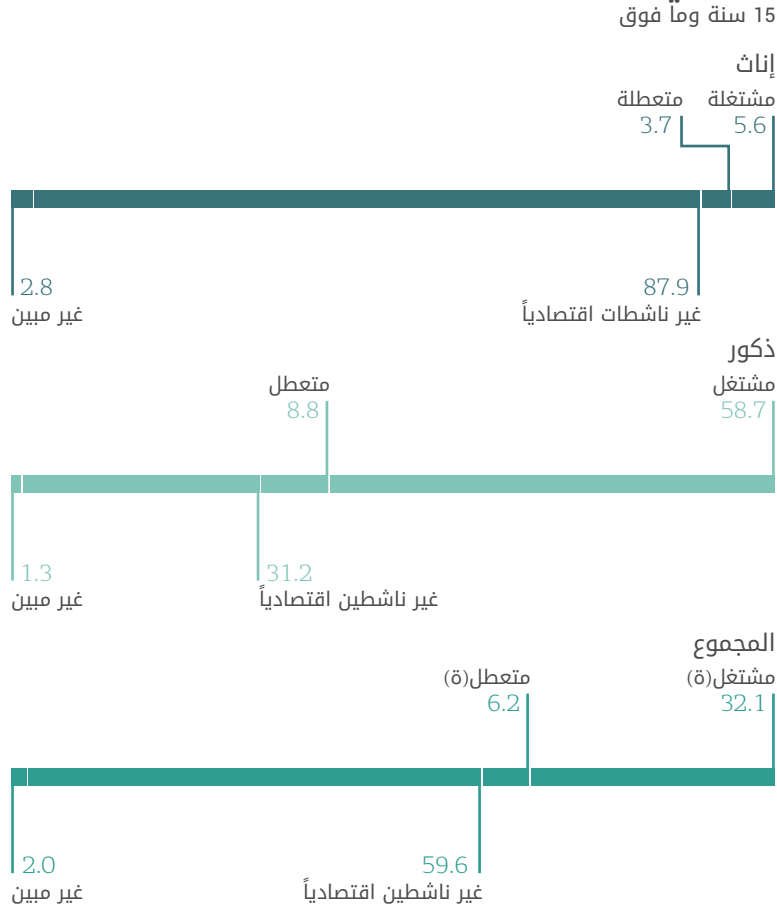 15 سنة وما فوق
إناث
مشتغلة متعطلة
5.6 3.7
2.8 87.9
غير ناشطات اقتصادياً غير مبين
ذكور
مشتغل متعطل
58.7 8.8
31.2 1.3
غير ناشطين اقتصادياً غير مبين
المجموع
مشتغل(ة) متعطل(ة)
32.1 6.2
59.6 2.0
غير ناشطين اقتصادياً غير مبين